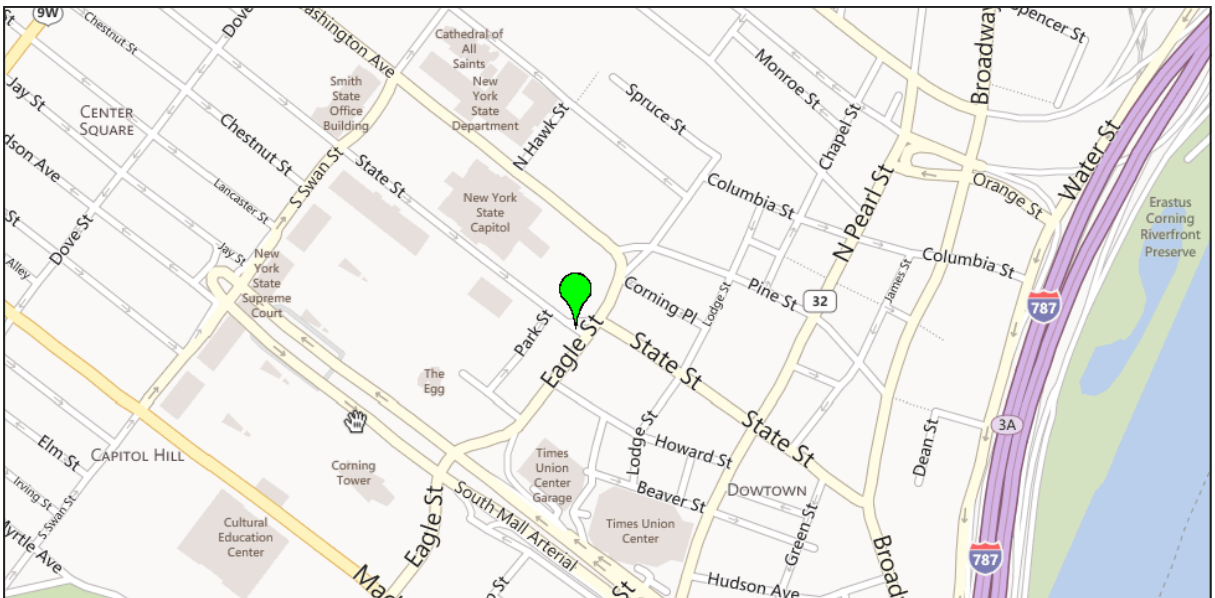 9W
St
Chestnut St
Dove
Washington Ave
Cathedral of
All
Saints
New
York
State
Department
Smith
State
Office
Building
Spencer St
Broadway
Monroe St
Spruce St
Chapel St
N Hawk St
Jay St
CENTER
SQUARE
Chestnut St
State St
S Swan St
Lancaster St
dson Ave
New York
State
Capitol
Columbia St
N Pearl St
Orange St
Water St
Erastus
Corning
Riverfront
Preserve
St
Dove St
Alley
Jay St
New
York
State
Supreme
Court
Corning Pl
Lodge St
Pine St
32
James St
Columbia St
787
Park St
Eagle St
State St
The
Egg
State St
Dean St
3A
Lodge St
Howard St
Elm St
CAPITOL HILL
Corning
Tower
Times
Union
Center
Garage
Beaver St
DOWTOWN
Irving St
S Swan St
Myrtle Ave
Cultural
Education
Center
Eagle St
South Mall Arterial
Times Union
Center
Green St
Broadw
787
Mad
St
St
Hudson Ave